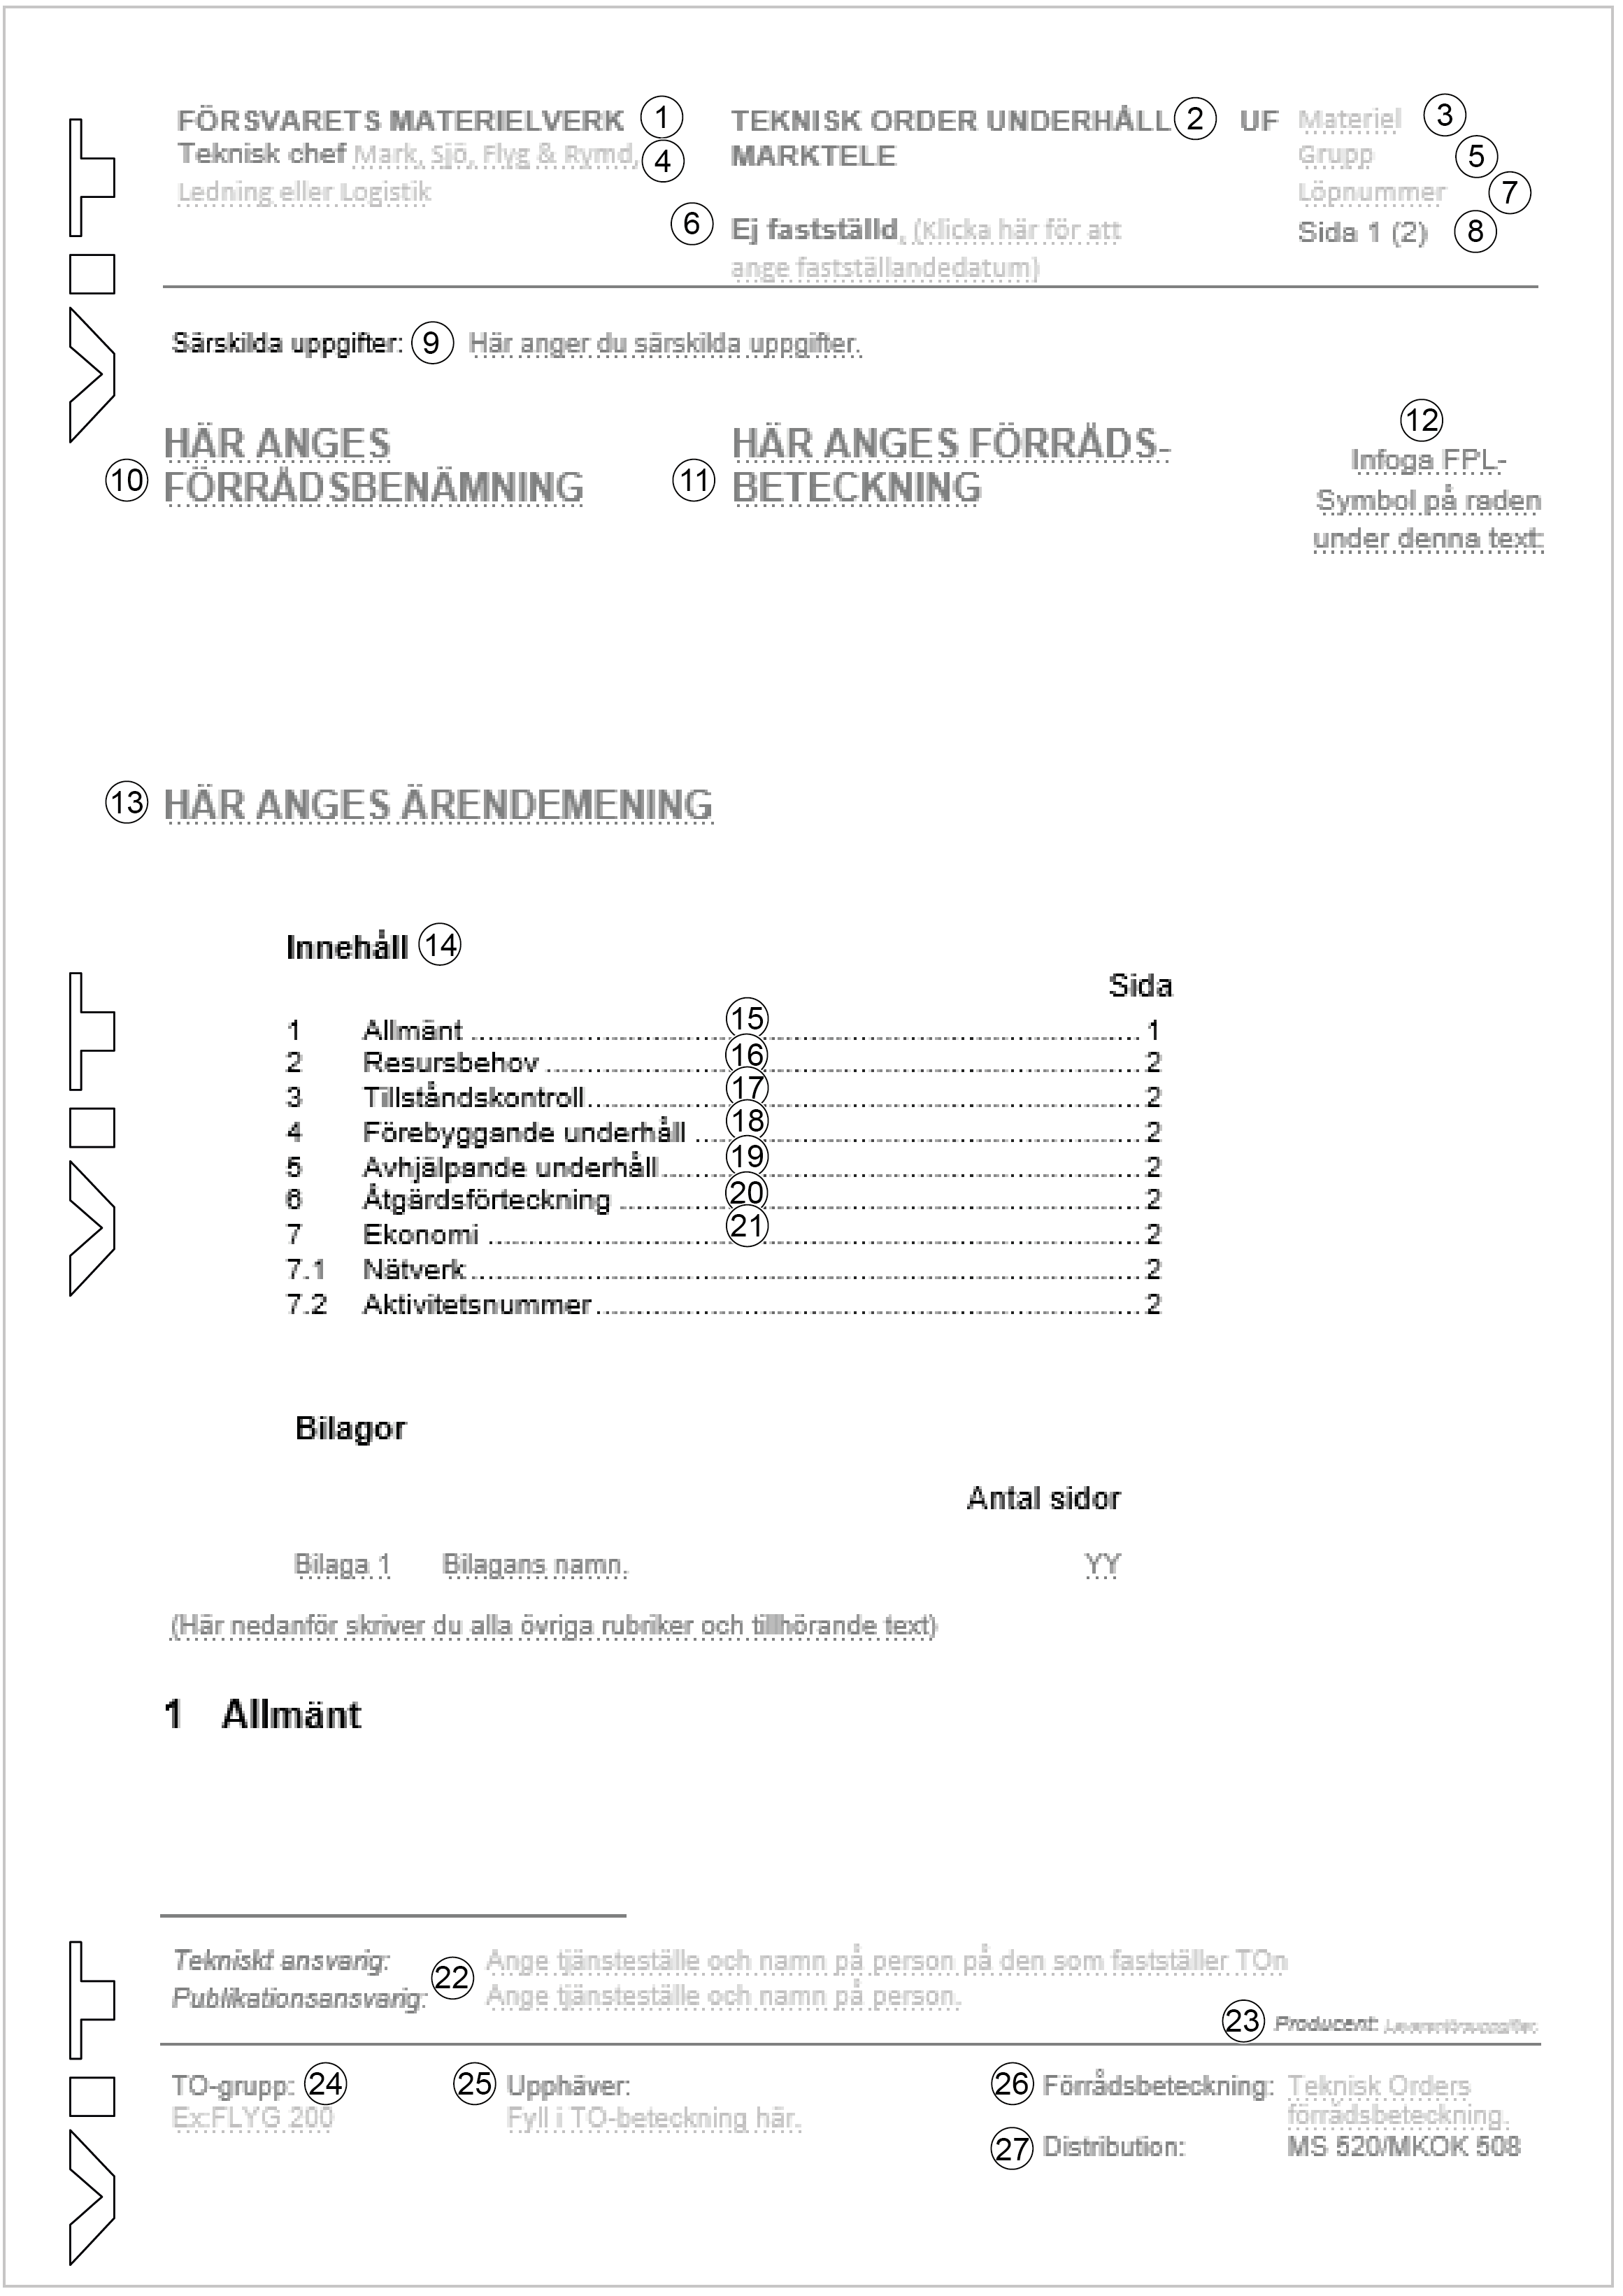 FÖRSVARETS MATERIELVERK 1 TEKNISK ORDER UNDERHÅLL 2 UF Materiel 3
Teknisk chef Mark, Sjö, Flyg & Rymd, 4 MARKTELE Grupp 5
Ledning eller Logistik Löpnummer 7
6 Ej fastställd, (Klicka här för att Sida 1 (2) 8
ange fastställandedatum)
Särskilda uppgifter: 9 Här anger du särskilda uppgifter.
12
HÄR ANGES HÄR ANGES FÖRRÅDS- Infoga FPL-
10 FÖRRÅDSBENÄMNING 11 BETECKNING Symbol på raden
under denna text:
13 HÄR ANGES ÄRENDEMENING
Innehåll 14
Sida
1 Allmänt 15 1
2 Resursbehov 16 2
3 Tillståndskontroll 17 2
4 Förebyggande underhåll 18 2
5 Avhjälpande underhåll 19 2
6 Åtgärdsförteckning 20 2
7 Ekonomi 21 2
7.1 Nätverk 2
7.2 Aktivitetsnummer 2
Bilagor
Antal sidor
Bilaga 1 Bilagans namn. YY
(Här nedanför skriver du alla övriga rubriker och tillhörande text)
1 Allmänt
Tekniskt ansvarig: 22 Ange tjänsteställe och namn på person på den som fastställer TOn
Publikationsansvarig: Ange tjänsteställe och namn på person.
23 Producent:
TO-grupp: 24 25 Upphäver: 26 Förrådsbeteckning: Teknisk Orders
Ex:FLYG 200 Fyll i TO-beteckning här. förrådsbeteckning.
27 Distribution: MS 520/MKOK 508